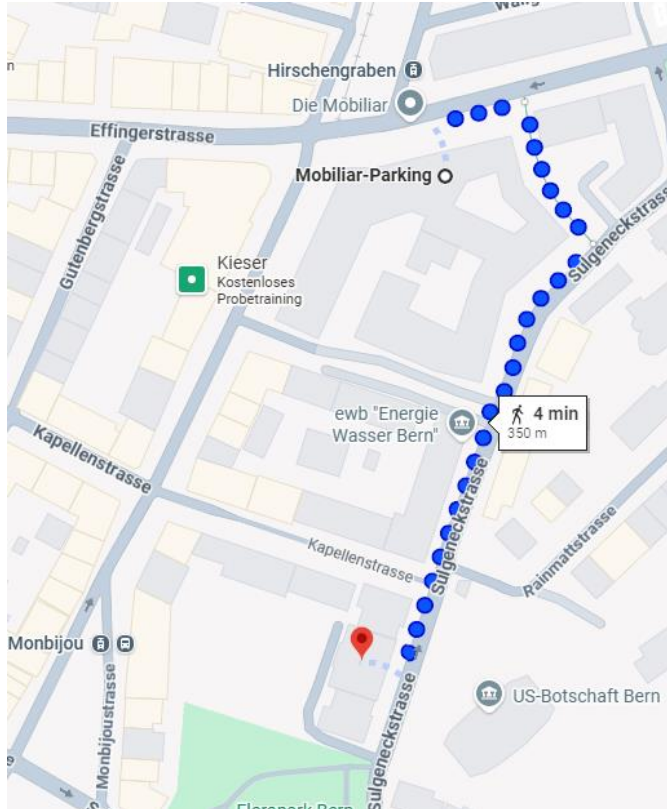 Hirschengraben
Die Mobiliar
Effingerstrasse
Mobiliar-Parking
Gutenbergstrasse
Sulgeneckstrasse
Kieser
Kostenloses
Probetraining
ewb "Energie
Wasser Bern"
4 min
350 m
Kapellenstrasse
Sulgeneckstrasse
Kapellenstrasse
Rainmattstrasse
Monbijou
US-Botschaft Bern
Monbijoustrasse
Sulgeneckstrasse